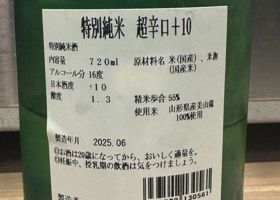 特別純米 超辛口+10
特別純米酒
内容量 720ml
アルコール分 16度
日本酒度 +10
酸度 1.3
原材料名 米(国産)、米麹
(国産米)
精米歩合 55%
使用米 山形県産美山錦
100%使用
製造年月 2025.06
◎お酒は20歳になってから、おいしく適量を。
◎妊娠中、授乳期の飲酒は気をつけましょう。
製造者